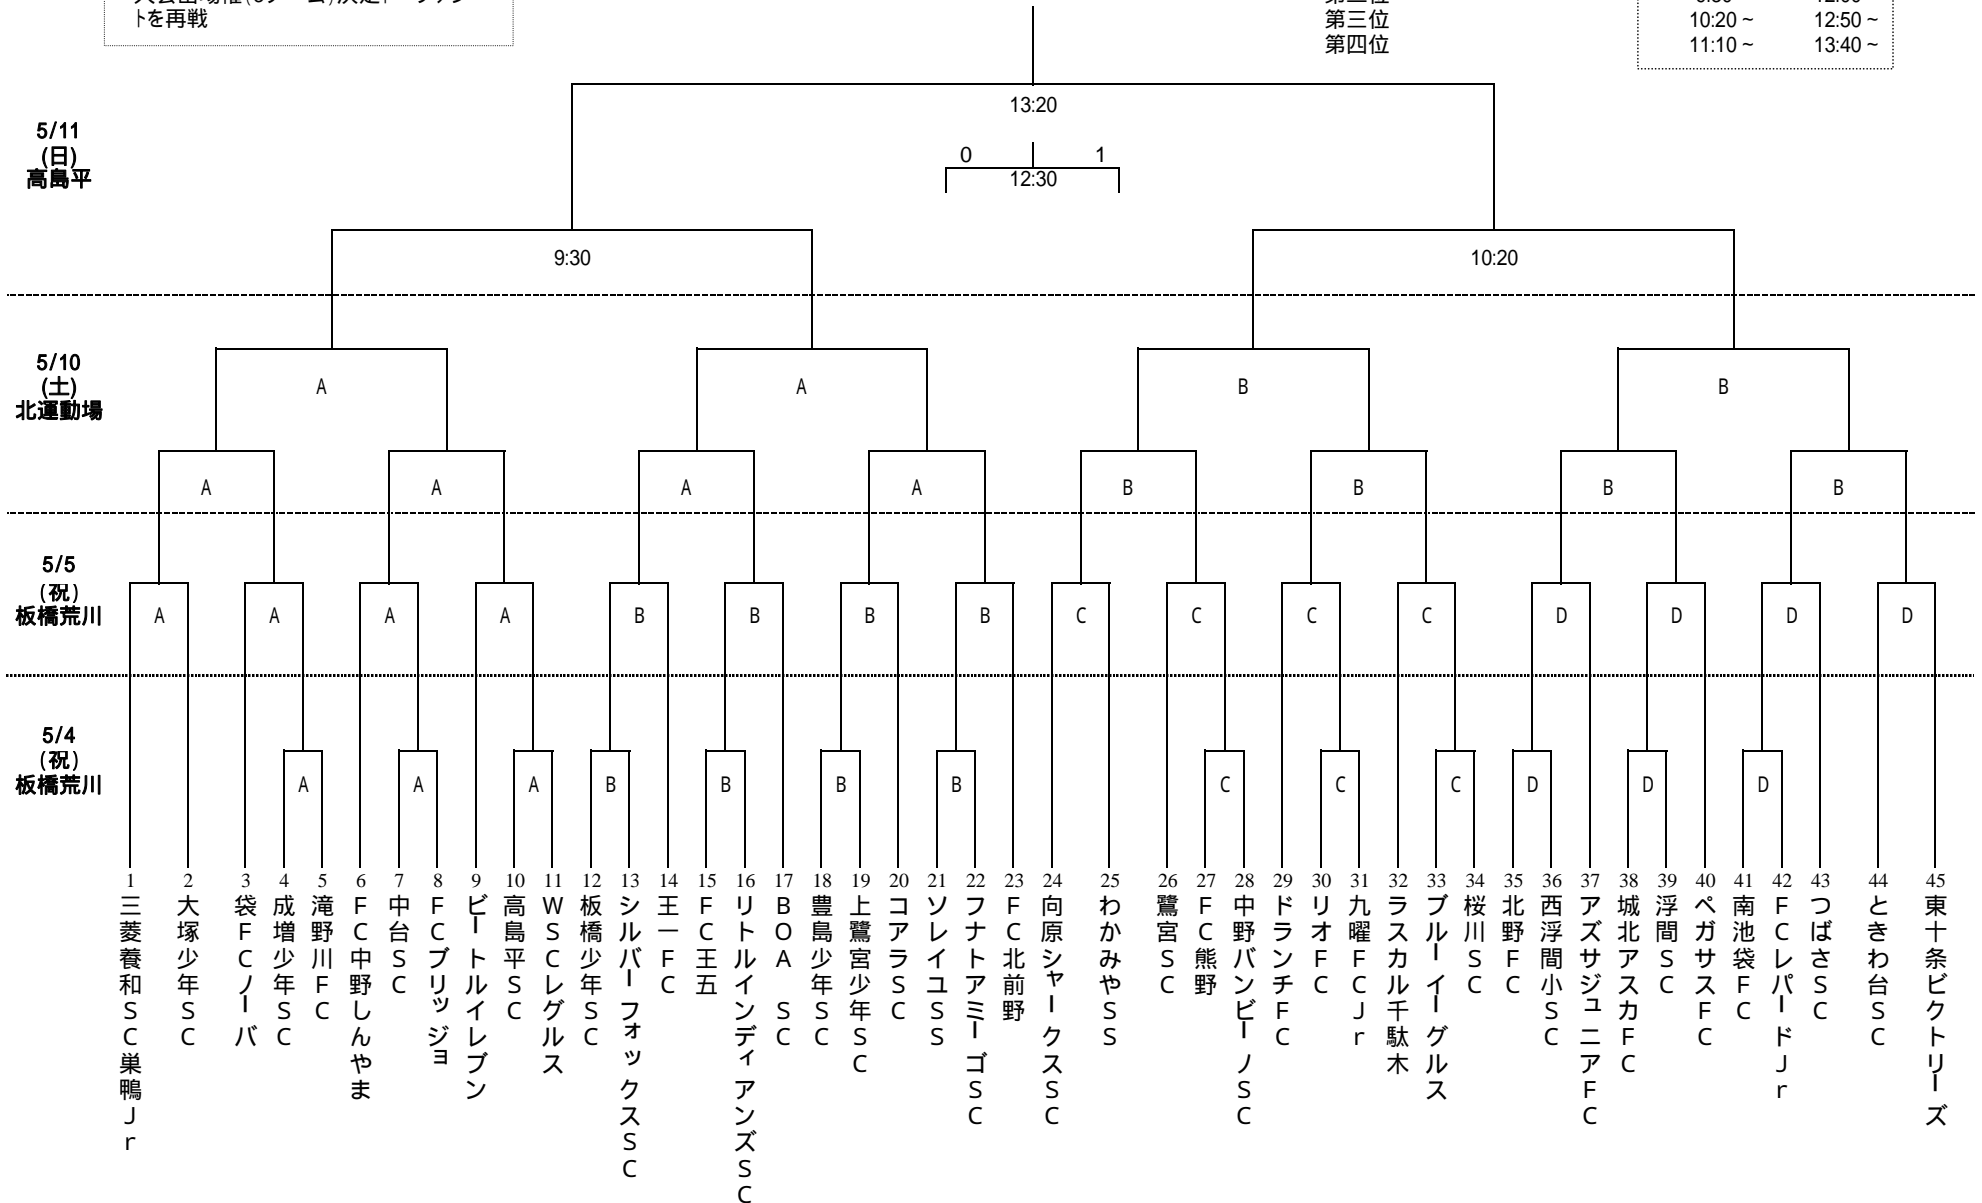 トを再戦
第三位
第四位
10:20 ~ 12:50 ~
11:10 ~ 13:40 ~
13:20
5/11
(日)
高島平
0 1
12:30
9:30 10:20
5/10
(土)
北運動場
A A B B
A A A A B B B B
5/5
(祝)
板橋荒川
A A A A B B B B C C C C D D D D
5/4
(祝)
板橋荒川
A A A B B B B C C C D D D
1 三菱養和SC巣鴨Jr
2 大塚少年SC
3 袋FCノーバ
4 成増少年SC
5 滝野川FC
6 FC中野しんやま
7 中台SC
8 FCブリッジョ
9 ビートルイレブン
10 高島平SC
11 WSCレグルス
12 板橋少年SC
13 シルバーフォックスSC
14 王一FC
15 FC王五
16 リトルインディアンズSC
17 BOA SC
18 豊島少年SC
19 上鷺宮少年SC
20 コアラSC
21 ソレイユSS
22 フナトアミーゴSC
23 FC北前野
24 向原シャークスSC
25 わかみやSS
26 鷺宮SC
27 FC熊野
28 中野バンビーノSC
29 ドランチFC
30 リオFC
31 九曜FCJr
32 ラスカル千駄木
33 ブルーイーグルス
34 桜川SC
35 北野FC
36 西浮間小SC
37 アズサジュニアFC
38 城北アスカFC
39 浮間SC
40 ペガサスFC
41 南池袋FC
42 FCレパードJr
43 つばさSC
44 ときわ台SC
45 東十条ビクトリーズ